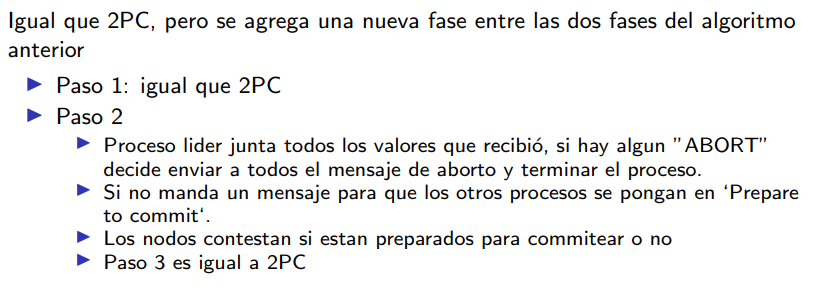 Igual que 2PC, pero se agrega una nueva fase entre las dos fases del algoritmo
anterior
▶ Paso 1: igual que 2PC
▶ Paso 2
▶ Proceso lider junta todos los valores que recibió, si hay algun "ABORT"
decide enviar a todos el mensaje de aborto y terminar el proceso.
▶ Si no manda un mensaje para que los otros procesos se pongan en ‘Prepare
to commit‘.
▶ Los nodos contestan si estan preparados para commitear o no
▶ Paso 3 es igual a 2PC